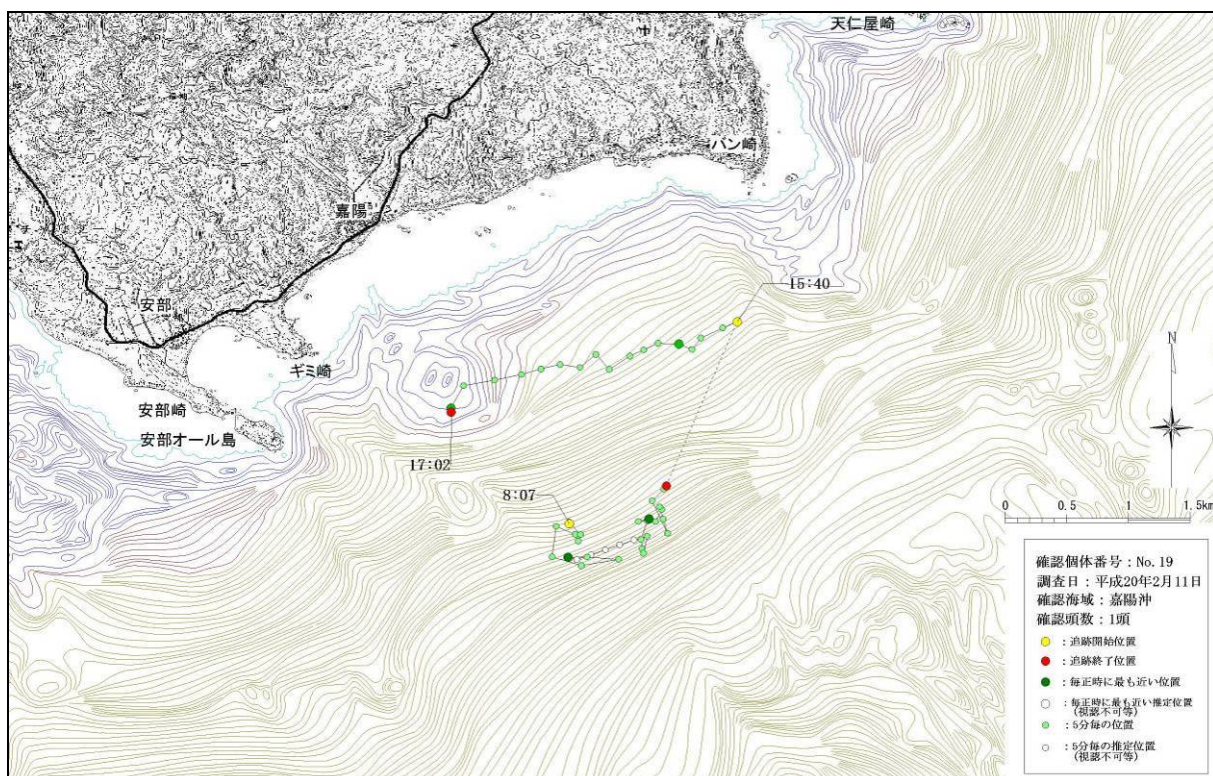 天仁屋崎
バン崎
嘉陽
15:40
安部
ギミ崎
安部崎
安部オール島
17:02
8:07
N
0 0.5 1 1.5km
確認個体番号：No.19
調査日：平成20年2月11日
確認海域：嘉陽沖
確認頭数：1頭
：追跡開始位置
：追跡終了位置
：毎正時に最も近い位置
：毎正時に最も近い推定位置
(視認不可等)
：5分毎の位置
：5分毎の推定位置
(視認不可等)